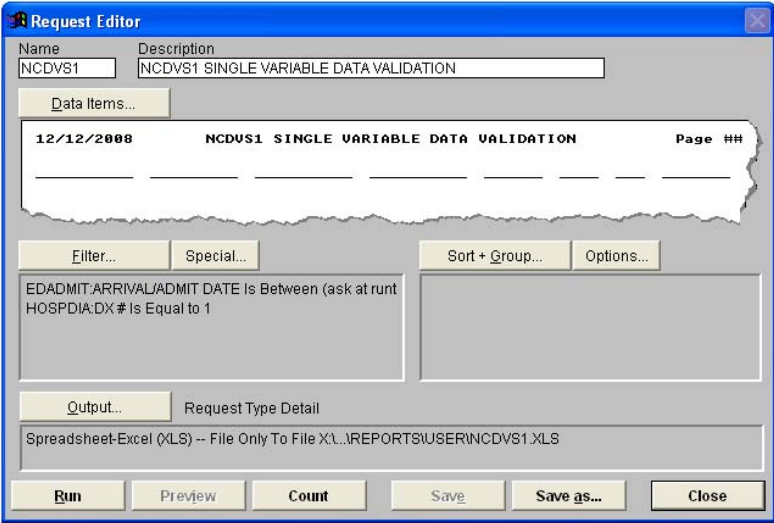 Request Editor
Name Description
NCDVS1 NCDVS1 SINGLE VARIABLE DATA VALIDATION
Data Items...
12/12/2008 NCDVS1 SINGLE VARIABLE DATA VALIDATION Page ##
Filter... Special... Sort + Group... Options...
EDADMIT:ARRIVAL/ADMIT DATE Is Between (ask at runt
HOSPDIA:DX # Is Equal to 1
Output... Request Type Detail
Spreadsheet-Excel (XLS) -- File Only To File X:\...\REPORTS\USER\NCDVS1.XLS
Run Preview Count Save Save as... Close